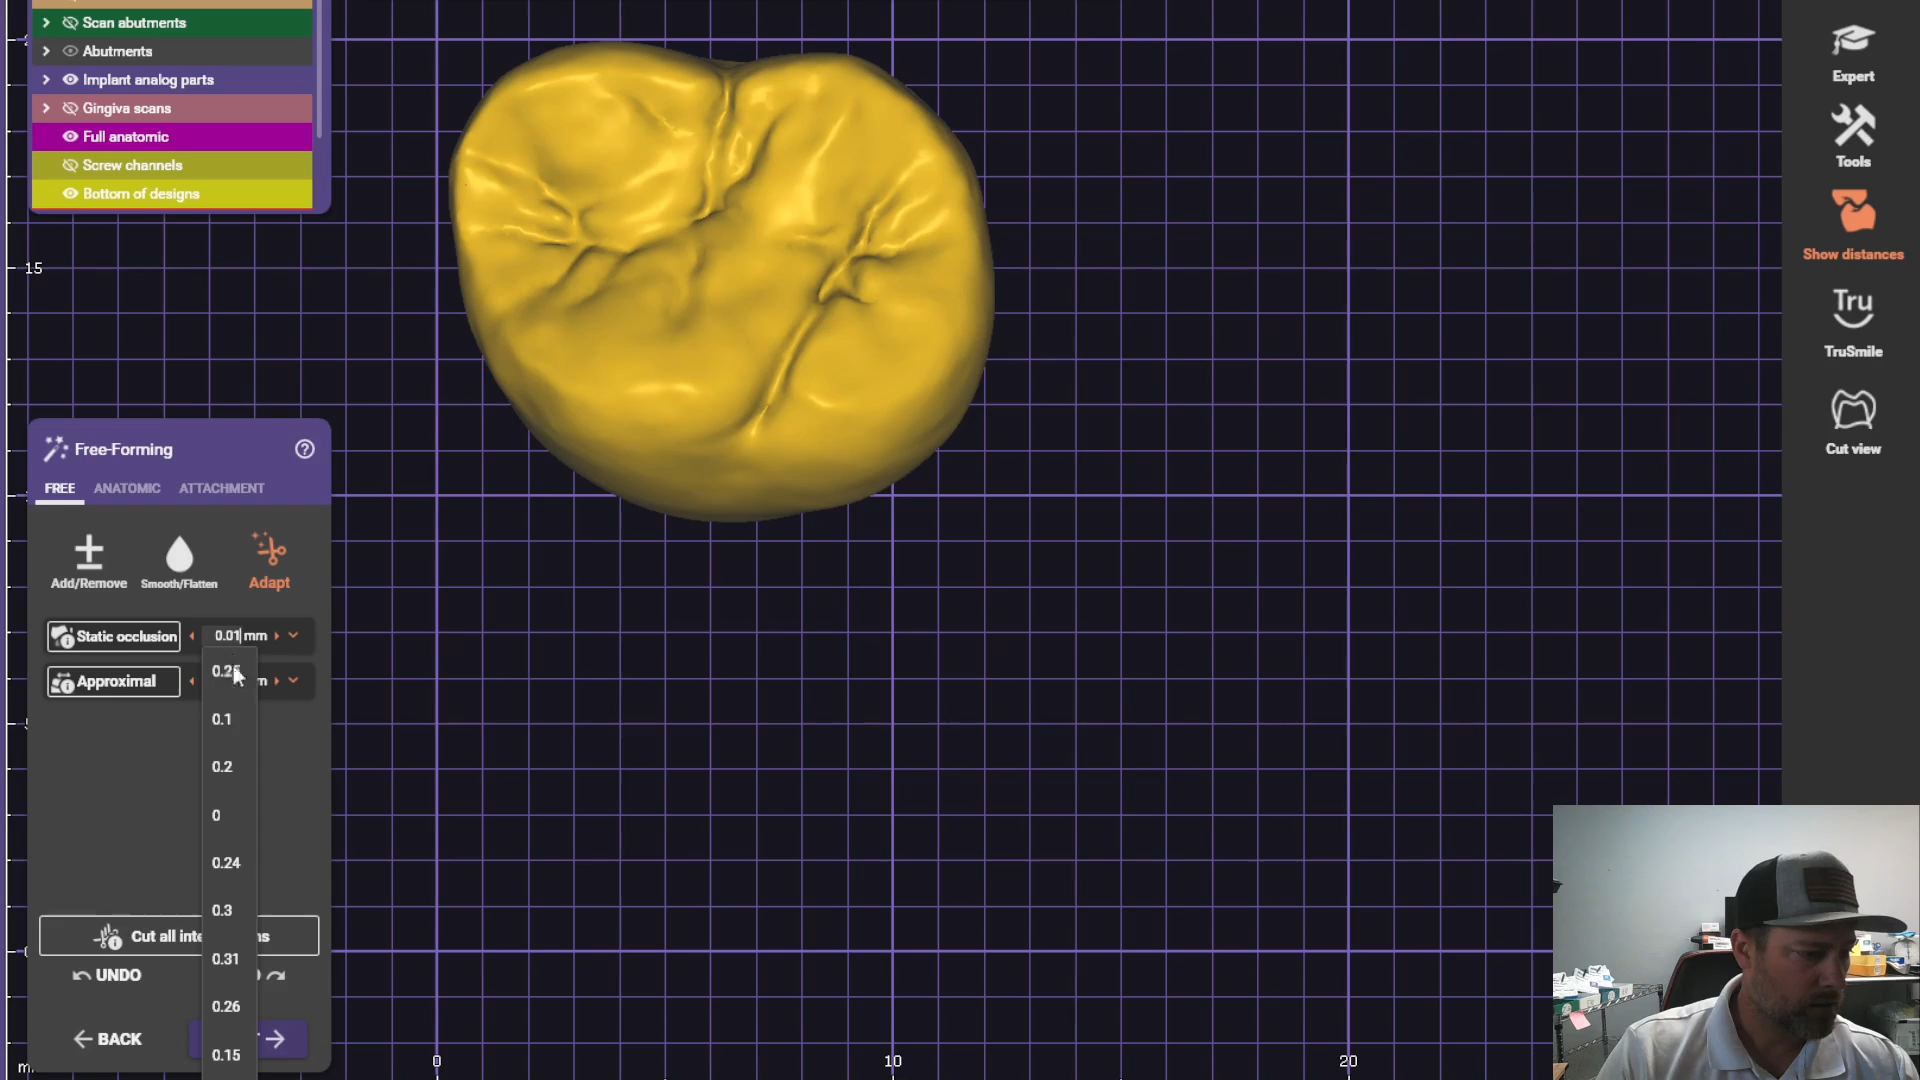 Scan abutments
Abutments
Implant analog parts
Gingiva scans
Full anatomic
Screw channels
Bottom of designs
15
Free-Forming
FREE ANATOMIC ATTACHMENT
Add/Remove Smooth/Flatten Adapt
Static occlusion 0.01 mm
Approximal
0.1
0.2
0
0.24
0.3
0.31
0.26
0.15
Cut all
UNDO
BACK
0 10 20
Expert
Tools
Show distances
Tru
TruSmile
Cut view